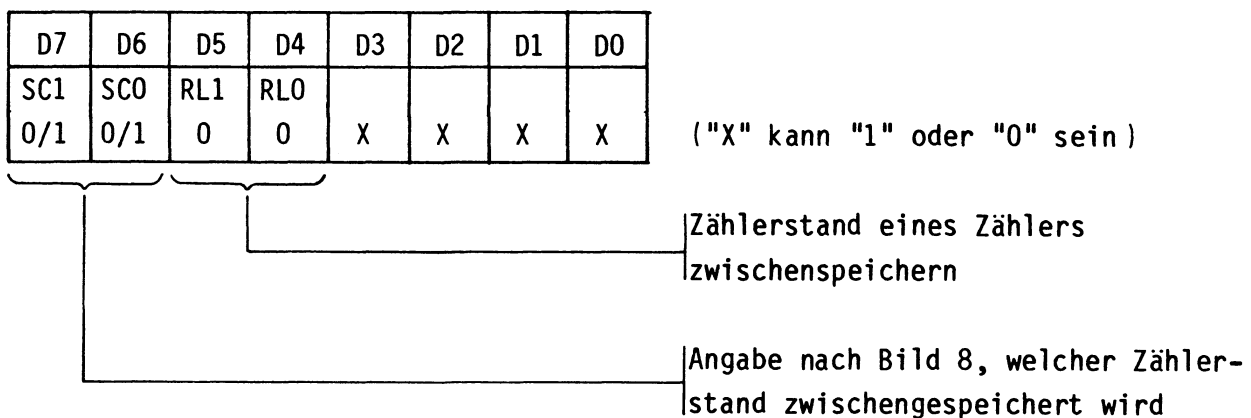 D7 D6 D5 D4 D3 D2 D1 D0
SC1 SC0 RL1 RL0
0/1 0/1 0 0 X X X X ("X" kann "1" oder "0" sein)
Zählerstand eines Zählers
zwischenspeichern
Angabe nach Bild 8, welcher Zähler-
stand zwischengespeichert wird